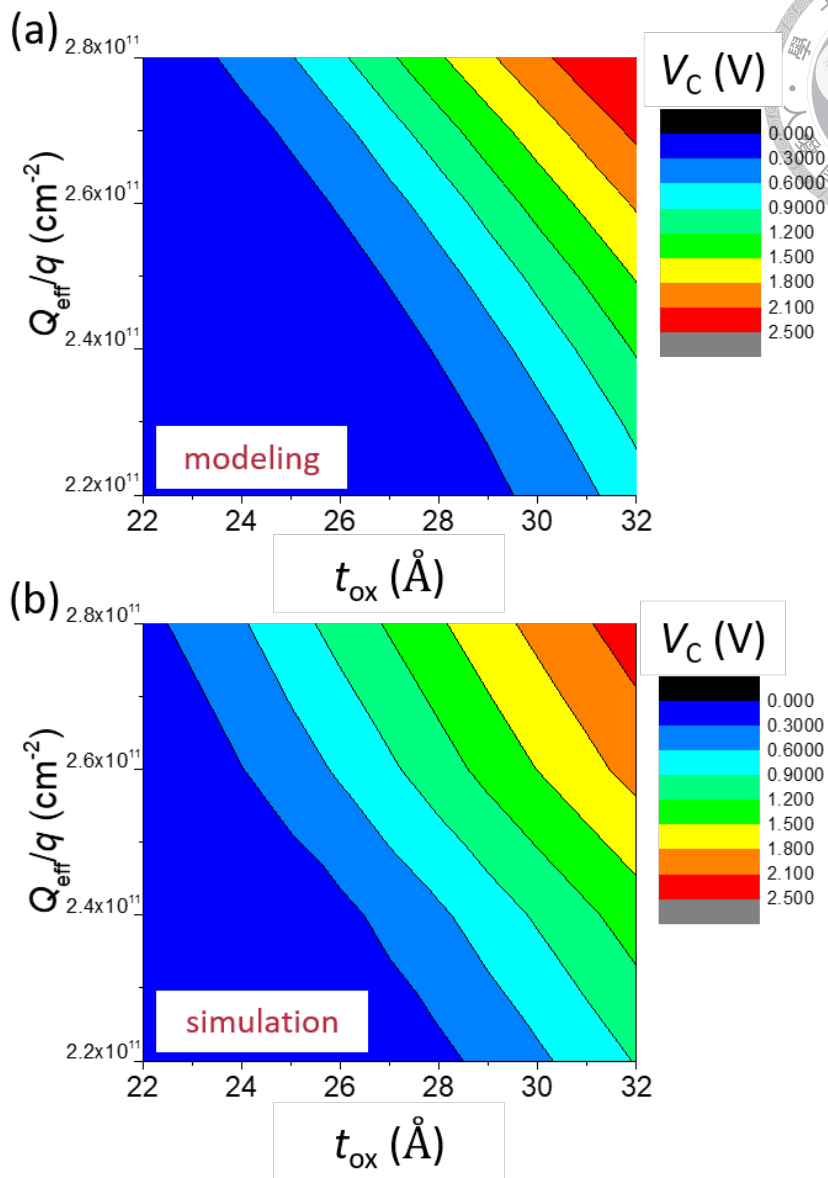 (a)
2.8x10¹¹
2.6x10¹¹
2.4x10¹¹
2.2x10¹¹
Q_eff/q (cm⁻²)
modeling
22 24 26 28 30 32
t_ox (Å)
V_C (V)
0.000
0.3000
0.6000
0.9000
1.200
1.500
1.800
2.100
2.500
學
人
(b)
2.8x10¹¹
2.6x10¹¹
2.4x10¹¹
2.2x10¹¹
Q_eff/q (cm⁻²)
simulation
22 24 26 28 30 32
t_ox (Å)
V_C (V)
0.000
0.3000
0.6000
0.9000
1.200
1.500
1.800
2.100
2.500